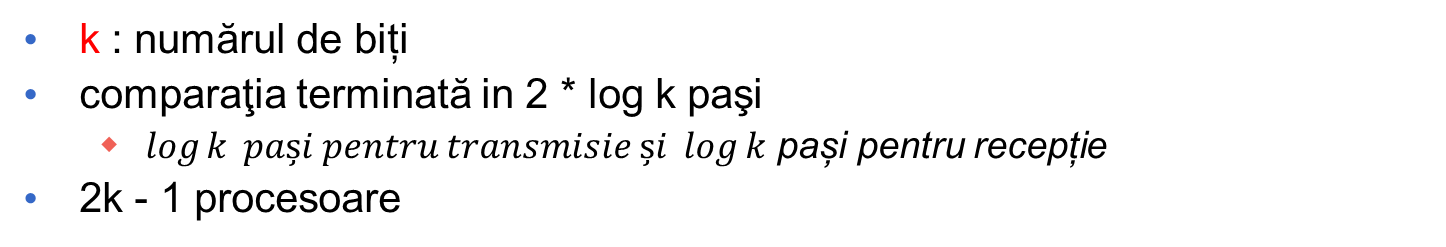 • k : numărul de biți
• comparaţia terminată in 2 * log k paşi
◆ log k pași pentru transmisie și log k pași pentru recepție
• 2k - 1 procesoare